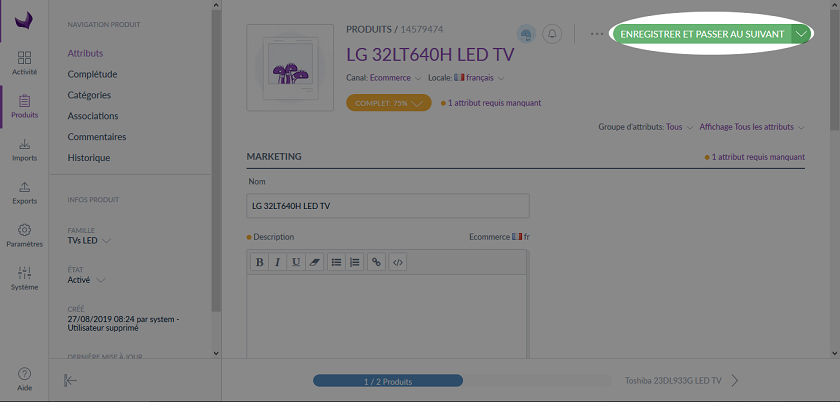 Activité
Produits
Imports
Exports
Paramètres
Système
Aide
NAVIGATION PRODUIT
Attributs
Complétude
Catégories
Associations
Commentaires
Historique
INFOS PRODUIT
FAMILLE
TVs LED
ÉTAT
Activé
CRÉÉ
27/08/2019 08:24 par system -
Utilisateur supprimé
DERNIÈRE MISE À JOUR
PRODUITS / 14579474
ENREGISTRER ET PASSER AU SUIVANT
LG 32LT640H LED TV
Canal: Ecommerce Locale: français
COMPLET: 75% 1 attribut requis manquant
Groupe d'attributs: Tous Affichage Tous les attributs
MARKETING 1 attribut requis manquant
Nom
LG 32LT640H LED TV
Description Ecommerce fr
B I U
1 / 2 Produits
Toshiba 23DL933G LED TV